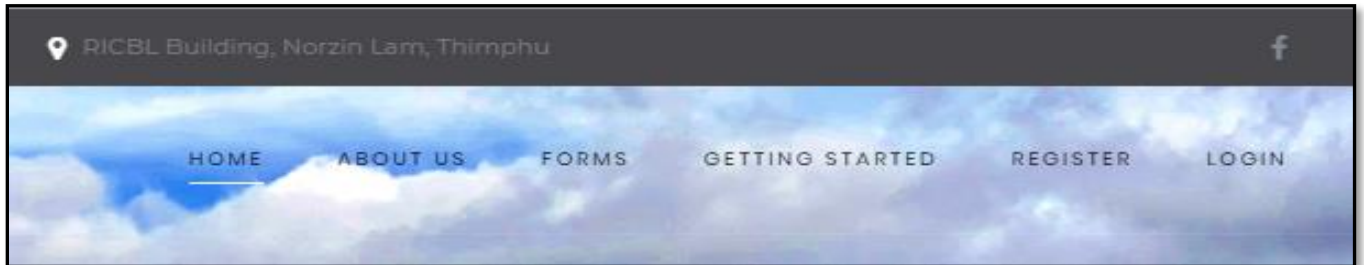 RICBL Building, Norzin Lam, Thimphu
HOME ABOUT US FORMS GETTING STARTED REGISTER LOGIN